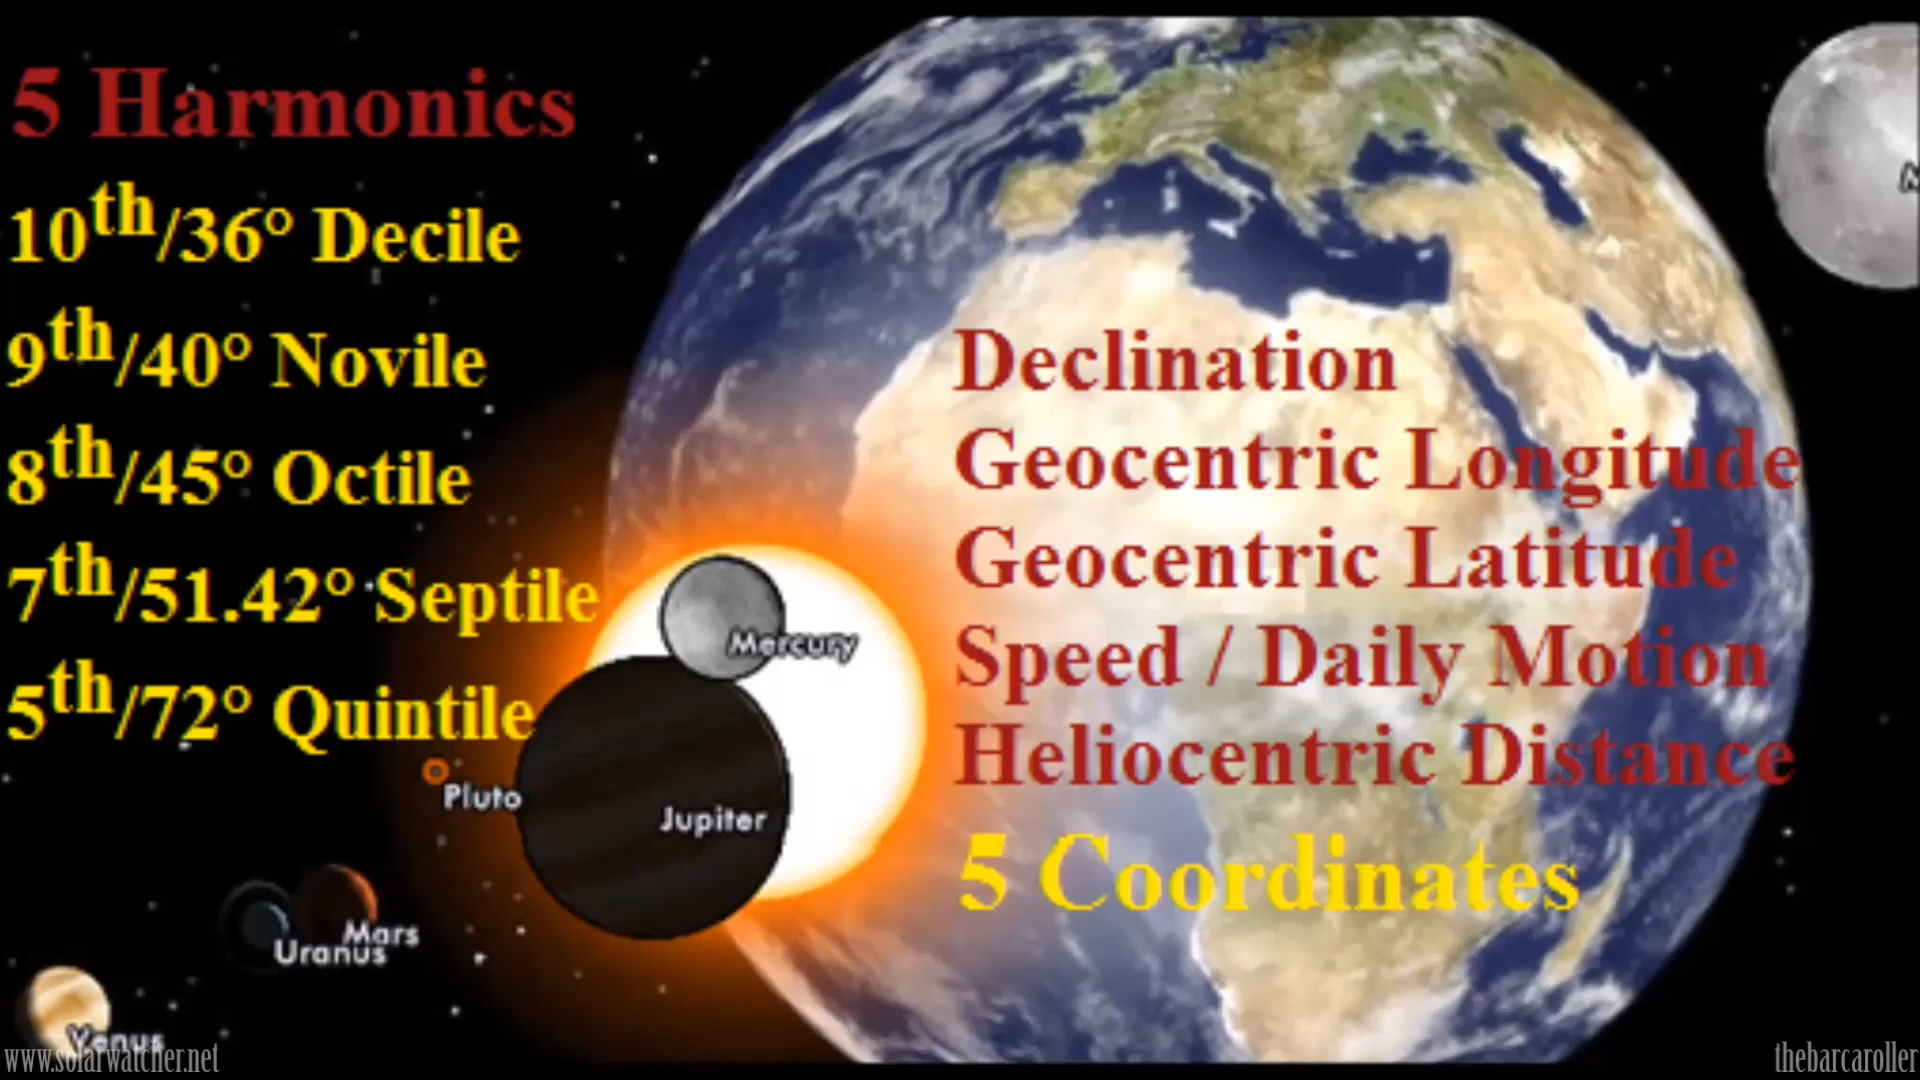 5 Harmonics
10th/36° Decile
9th/40° Novile
8th/45° Octile
7th/51.42° Septile
5th/72° Quintile
Declination
Geocentric Longitude
Geocentric Latitude
Speed / Daily Motion
Heliocentric Distance
5 Coordinates
Mercury
Pluto
Jupiter
Mars
Uranus
Venus
www.solarwatcher.net
thebarcaroller